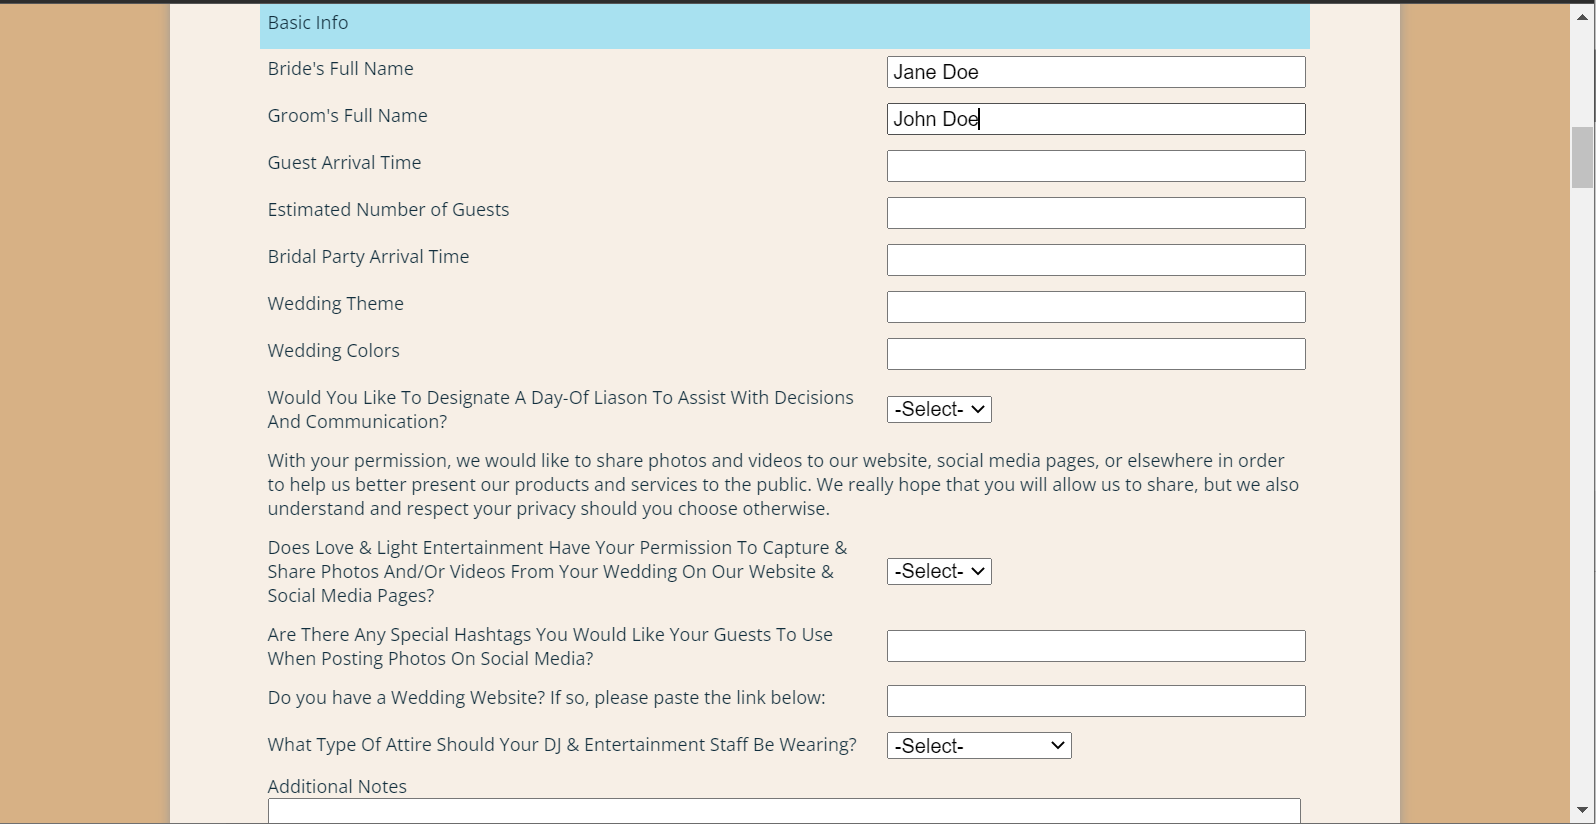 Basic Info
Bride's Full Name
Jane Doe
Groom's Full Name
John Doe
Guest Arrival Time
Estimated Number of Guests
Bridal Party Arrival Time
Wedding Theme
Wedding Colors
Would You Like To Designate A Day-Of Liason To Assist With Decisions
And Communication?
-Select-
With your permission, we would like to share photos and videos to our website, social media pages, or elsewhere in order
to help us better present our products and services to the public. We really hope that you will allow us to share, but we also
understand and respect your privacy should you choose otherwise.
Does Love & Light Entertainment Have Your Permission To Capture &
Share Photos And/Or Videos From Your Wedding On Our Website &
Social Media Pages?
-Select-
Are There Any Special Hashtags You Would Like Your Guests To Use
When Posting Photos On Social Media?
Do you have a Wedding Website? If so, please paste the link below:
What Type Of Attire Should Your DJ & Entertainment Staff Be Wearing?
-Select-
Additional Notes